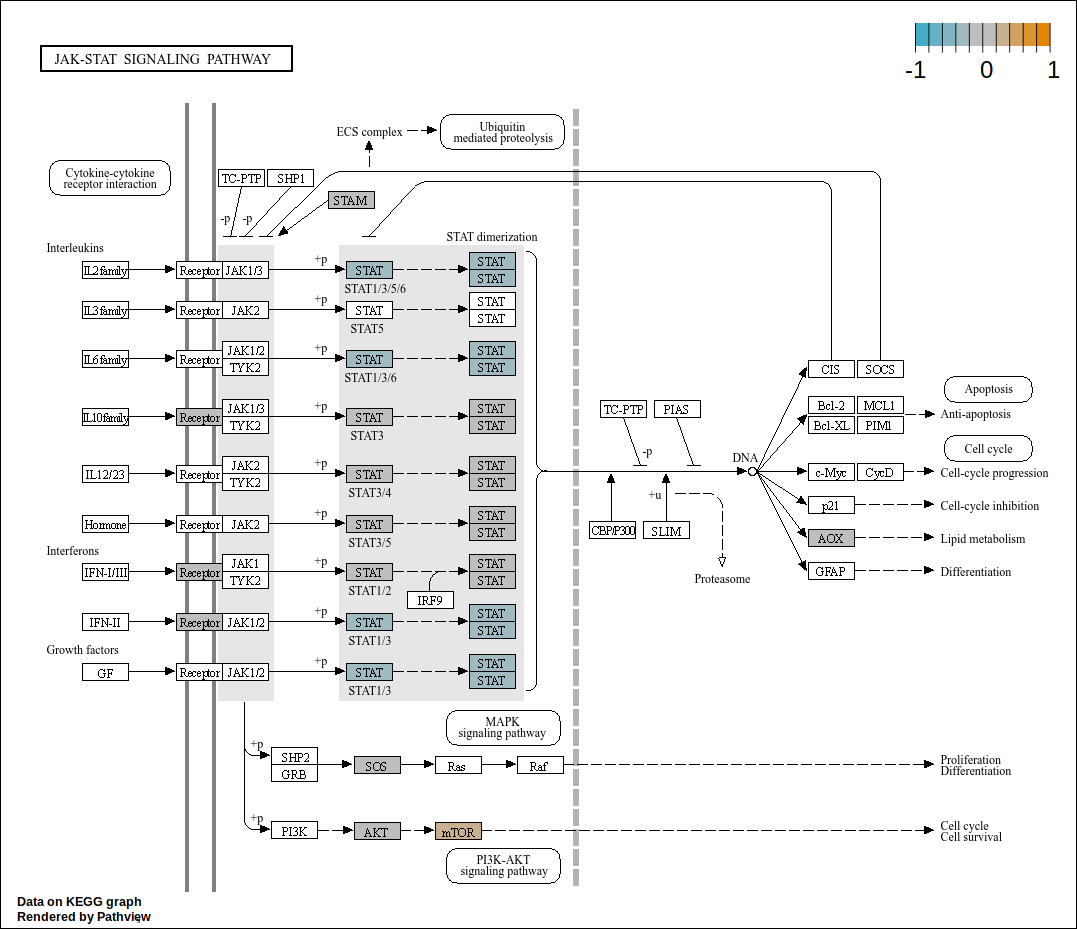 JAK-STAT SIGNALING PATHWAY
-1 0 1
ECS complex
Ubiquitin
mediated proteolysis
Cytokine-cytokine
receptor interaction
TC-PTP
SHP1
STAM
-p
-p
Interleukins
STAT dimerization
IL2 family
Receptor
JAK1/3
+p
STAT
STAT1/3/5/6
STAT
STAT
IL3 family
Receptor
JAK2
+p
STAT
STAT5
STAT
STAT
IL6 family
Receptor
JAK1/2
TYK2
+p
STAT
STAT1/3/6
STAT
STAT
IL10 family
Receptor
JAK1/3
TYK2
+p
STAT
STAT3
STAT
STAT
IL12/23
Receptor
JAK2
TYK2
+p
STAT
STAT3/4
STAT
STAT
Hormone
Receptor
JAK2
+p
STAT
STAT3/5
STAT
STAT
Interferons
IFN-I/III
Receptor
JAK1
TYK2
+p
STAT
STAT1/2
IRF9
STAT
STAT
IFN-II
Receptor
JAK1/2
+p
STAT
STAT1/3
STAT
STAT
Growth factors
GF
Receptor
JAK1/2
+p
STAT
STAT1/3
STAT
STAT
TC-PTP
PIAS
-p
+u
CBP/P300
SLIM
Proteasome
DNA
CIS
SOCS
Bcl-2
MCL1
Bcl-XL
PIM1
Apoptosis
Anti-apoptosis
Cell cycle
c-Myc
CycD
Cell-cycle progression
p21
Cell-cycle inhibition
AOX
Lipid metabolism
GFAP
Differentiation
MAPK
signaling pathway
+p
SHP2
GRB
SOS
Ras
Raf
Proliferation
Differentiation
+p
PI3K
AKT
mTOR
Cell cycle
Cell survival
PI3K-AKT
signaling pathway
Data on KEGG graph
Rendered by Pathview